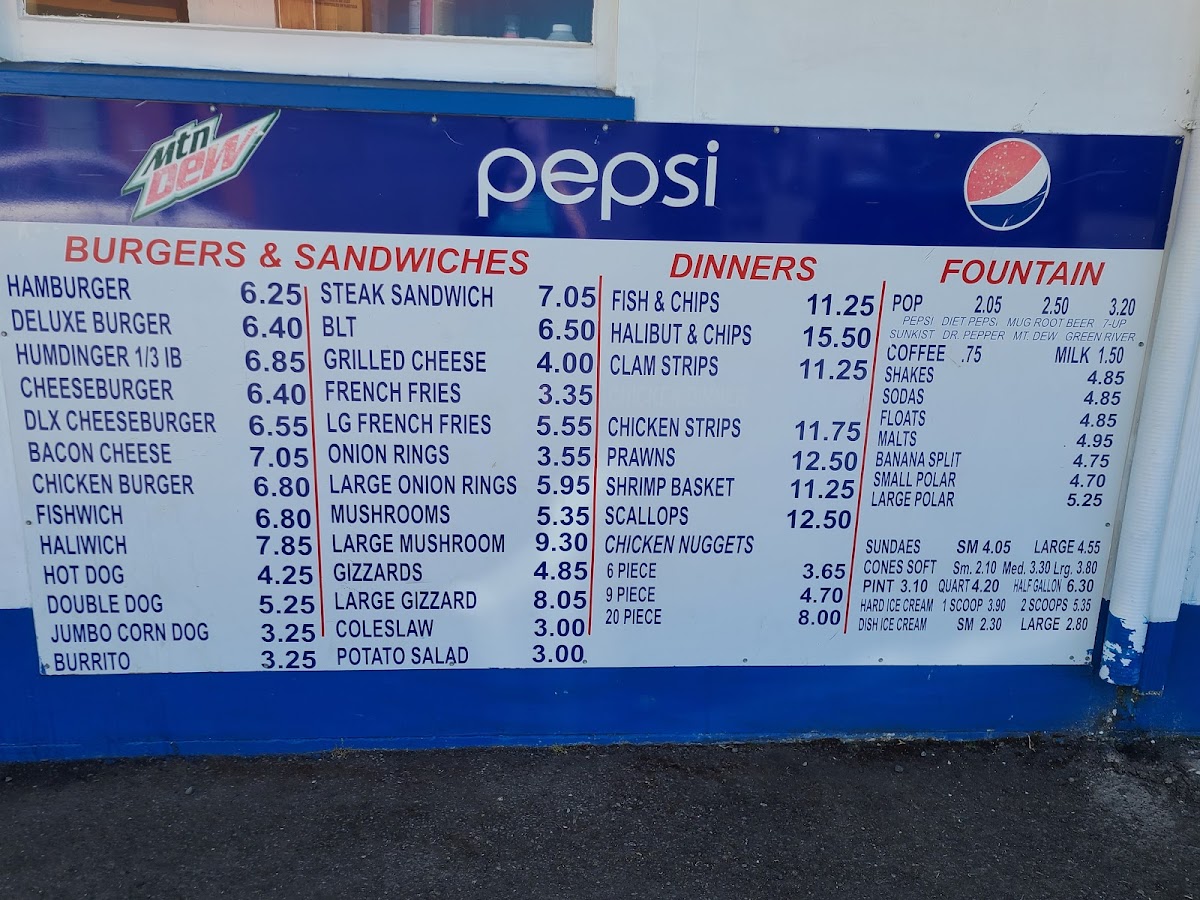 Mtn
DEW
pepsi
BURGERS & SANDWICHES
HAMBURGER 6.25
DELUXE BURGER 6.40
HUMDINGER 1/3 IB 6.85
CHEESEBURGER 6.40
DLX CHEESEBURGER 6.55
BACON CHEESE 7.05
CHICKEN BURGER 6.80
FISHWICH 6.80
HALIWICH 7.85
HOT DOG 4.25
DOUBLE DOG 5.25
JUMBO CORN DOG 3.25
BURRITO 3.25
STEAK SANDWICH 7.05
BLT 6.50
GRILLED CHEESE 4.00
FRENCH FRIES 3.35
LG FRENCH FRIES 5.55
ONION RINGS 3.55
LARGE ONION RINGS 5.95
MUSHROOMS 5.35
LARGE MUSHROOM 9.30
GIZZARDS 4.85
LARGE GIZZARD 8.05
COLESLAW 3.00
POTATO SALAD 3.00
DINNERS
FISH & CHIPS 11.25
HALIBUT & CHIPS 15.50
CLAM STRIPS 11.25
CHICKEN STRIPS 11.75
PRAWNS 12.50
SHRIMP BASKET 11.25
SCALLOPS 12.50
CHICKEN NUGGETS
6 PIECE 3.65
9 PIECE 4.70
20 PIECE 8.00
FOUNTAIN
POP 2.05 2.50 3.20
PEPSI DIET PEPSI MUG ROOT BEER 7-UP
SUNKIST DR. PEPPER MT. DEW GREEN RIVER
COFFEE .75 MILK 1.50
SHAKES 4.85
SODAS 4.85
FLOATS 4.85
MALTS 4.95
BANANA SPLIT 4.75
SMALL POLAR 4.70
LARGE POLAR 5.25
SUNDAES SM 4.05 LARGE 4.55
CONES SOFT Sm. 2.10 Med. 3.30 Lrg. 3.80
PINT 3.10 QUART 4.20 HALF GALLON 6.30
HARD ICE CREAM 1 SCOOP 3.90 2 SCOOPS 5.35
DISH ICE CREAM SM 2.30 LARGE 2.80